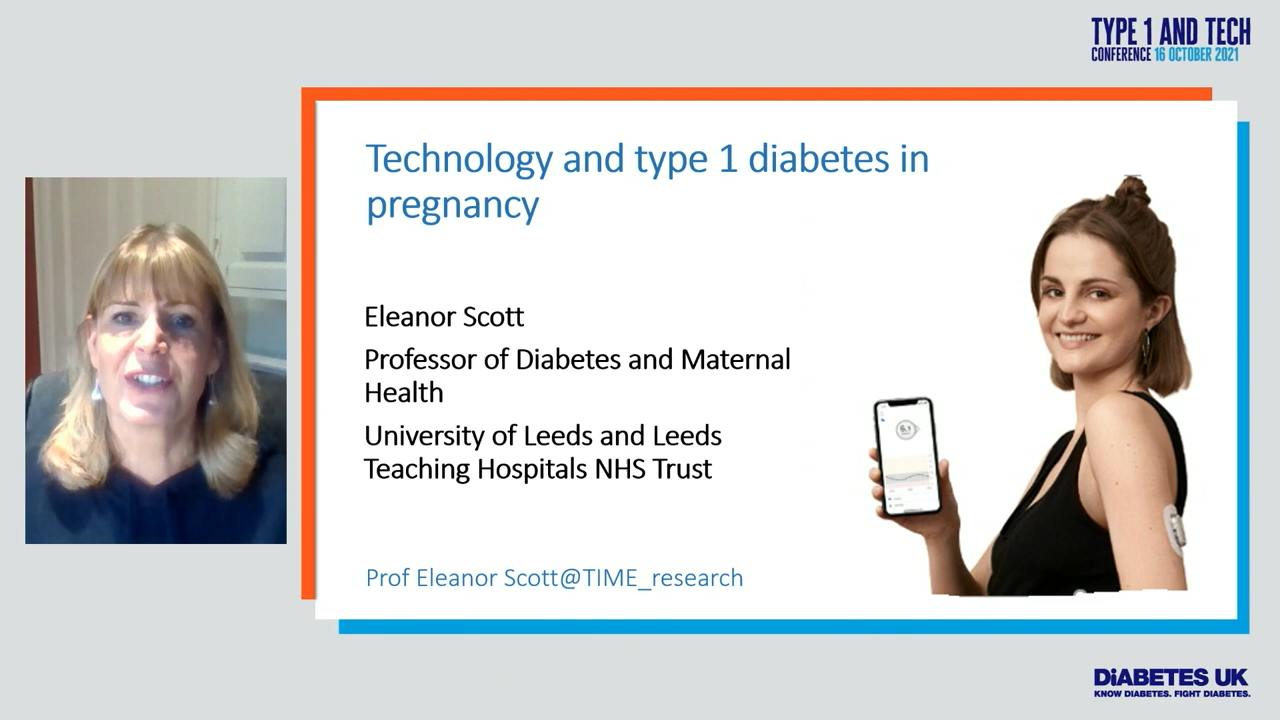 TYPE 1 AND TECH
CONFERENCE 16 OCTOBER 2021
Technology and type 1 diabetes in
pregnancy
Eleanor Scott
Professor of Diabetes and Maternal
Health
University of Leeds and Leeds
Teaching Hospitals NHS Trust
Prof Eleanor Scott@TIME_research
DiABETES UK
KNOW DIABETES. FIGHT DIABETES.